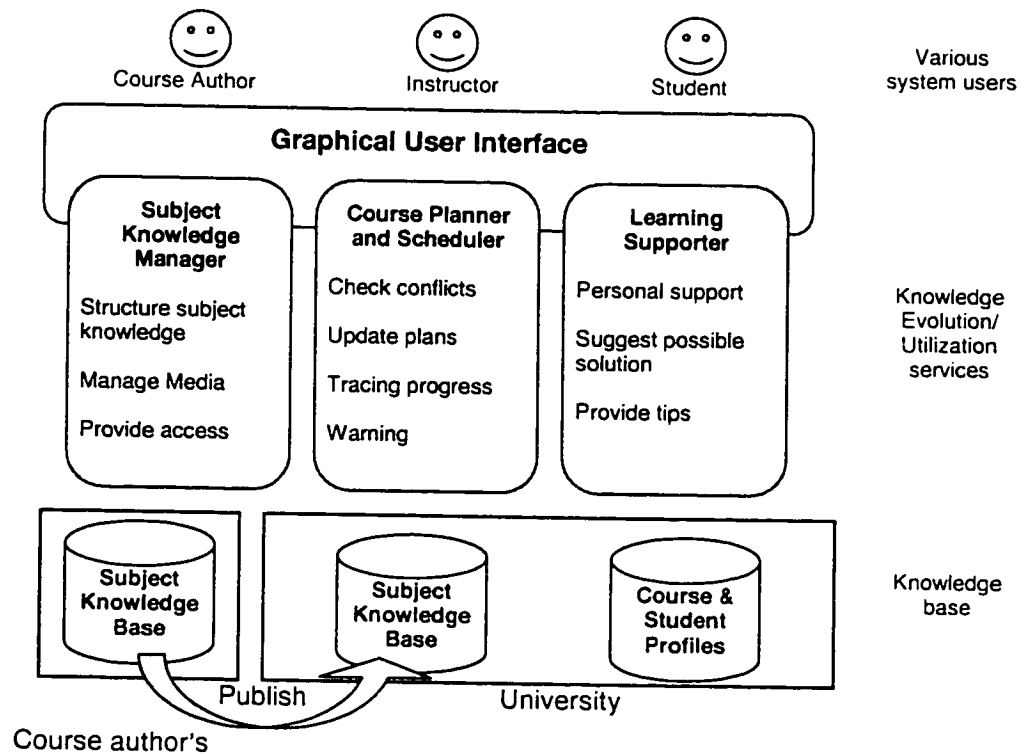 Course Author
Instructor
Student
Various
system users
Graphical User Interface
Subject
Knowledge
Manager
Structure subject
knowledge
Manage Media
Provide access
Course Planner
and Scheduler
Check conflicts
Update plans
Tracing progress
Warning
Learning
Supporter
Personal support
Suggest possible
solution
Provide tips
Knowledge
Evolution/
Utilization
services
Subject
Knowledge
Base
Subject
Knowledge
Base
Course &
Student
Profiles
Knowledge
base
Publish
University
Course author's